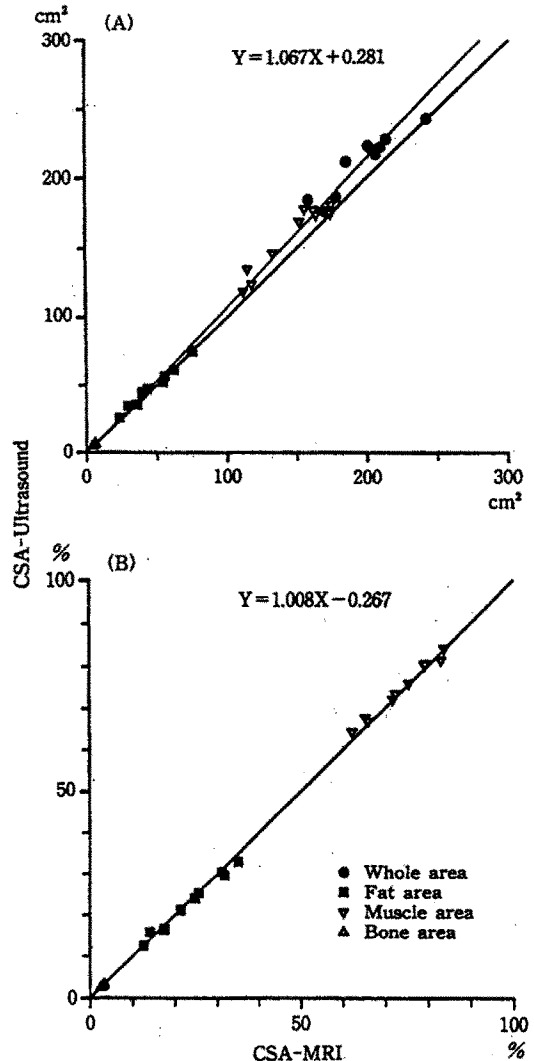 cm²
(A)
300
Y=1.067X+0.281
200
100
0
0 100 200 300
cm²
CSA-Ultrasound
%
(B)
100
Y=1.008X−0.267
50
Whole area
Fat area
Muscle area
Bone area
0
0 50 100
CSA-MRI %